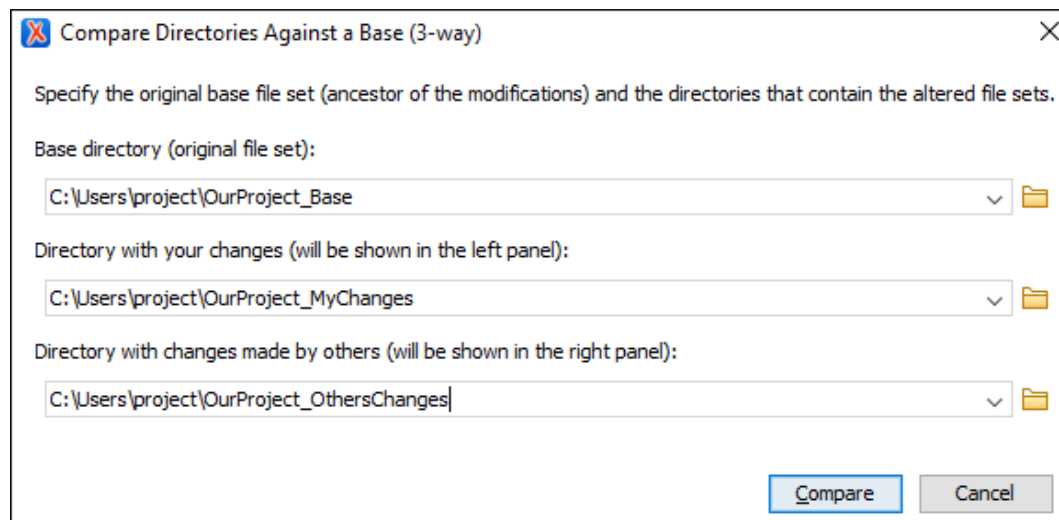 Compare Directories Against a Base (3-way)
Specify the original base file set (ancestor of the modifications) and the directories that contain the altered file sets.
Base directory (original file set):
C:\Users\project\OurProject_Base
Directory with your changes (will be shown in the left panel):
C:\Users\project\OurProject_MyChanges
Directory with changes made by others (will be shown in the right panel):
C:\Users\project\OurProject_OthersChanges
Compare Cancel